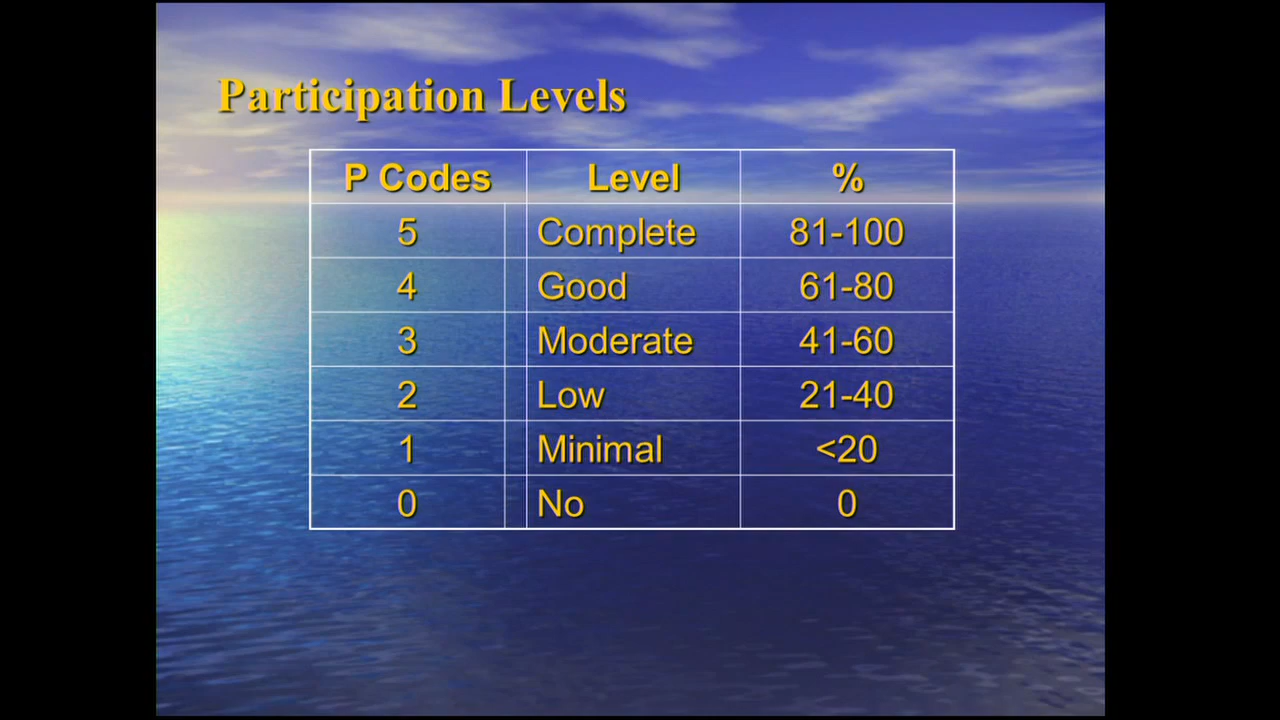 Participation Levels
P Codes Level %
5 Complete 81-100
4 Good 61-80
3 Moderate 41-60
2 Low 21-40
1 Minimal <20
0 No 0